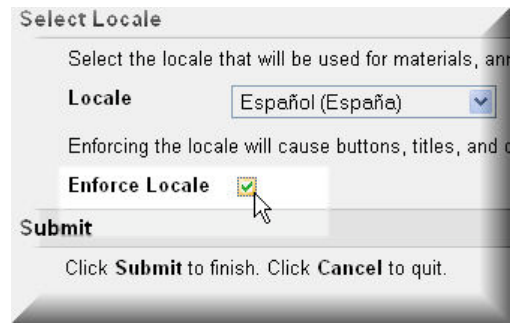 Select Locale
Select the locale that will be used for materials,
Locale
Español (España)
Enforcing the locale will cause buttons, titles, and
Enforce Locale
Submit
Click Submit to finish. Click Cancel to quit.